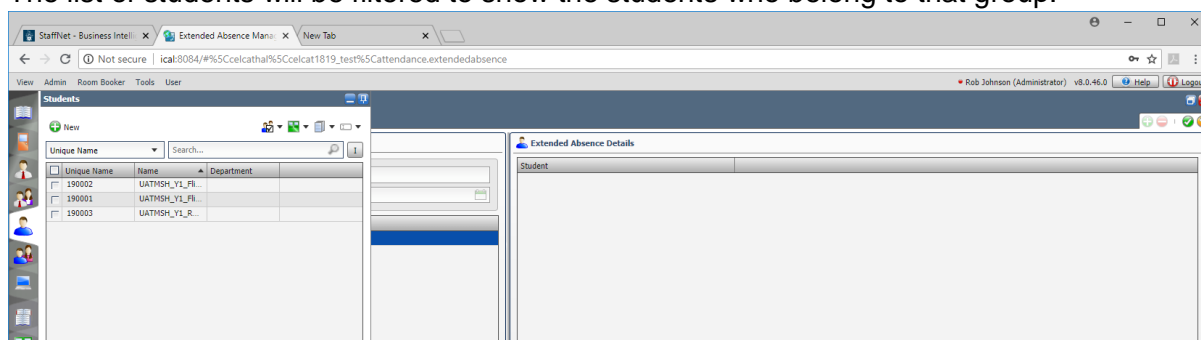 The list of students will be filtered to show the students who belong to that group.
StaffNet - Business Intelli
Extended Absence Manag
New Tab
Not secure | ical:8084/#%5Ccelcathal%5Ccelcat1819_test%5Cattendance.extendedabsence
View Admin Room Booker Tools User
Rob Johnson (Administrator) v8.0.46.0 Help Logou
Students
New
Unique Name Search... 1
Extended Absence Details
Student
Unique Name Name Department
190002 UATMSH_Y1_Fli...
190001 UATMSH_Y1_Fli...
190003 UATMSH_Y1_R...